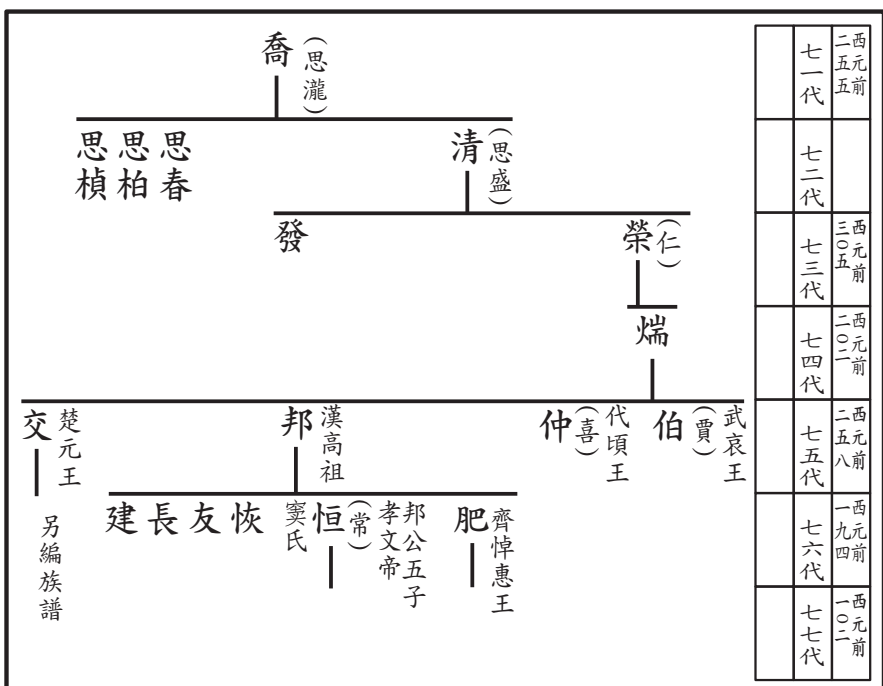 西元前二五五
七一代
七二代
西元前三〇五
七三代
西元前二〇二
七四代
西元前二五八
七五代
西元前一九四
七六代
西元前一〇二
七七代
喬(思瀧)
清(思盛)
思春
思柏
思楨
榮(仁)
發
煓
武哀王
伯(賈)
代頃王
仲(喜)
漢高祖
邦
楚元王
交
齊悼惠王
肥
邦公五子
孝文帝
恒(常)
竇氏
恢
友
長
建
另編族譜